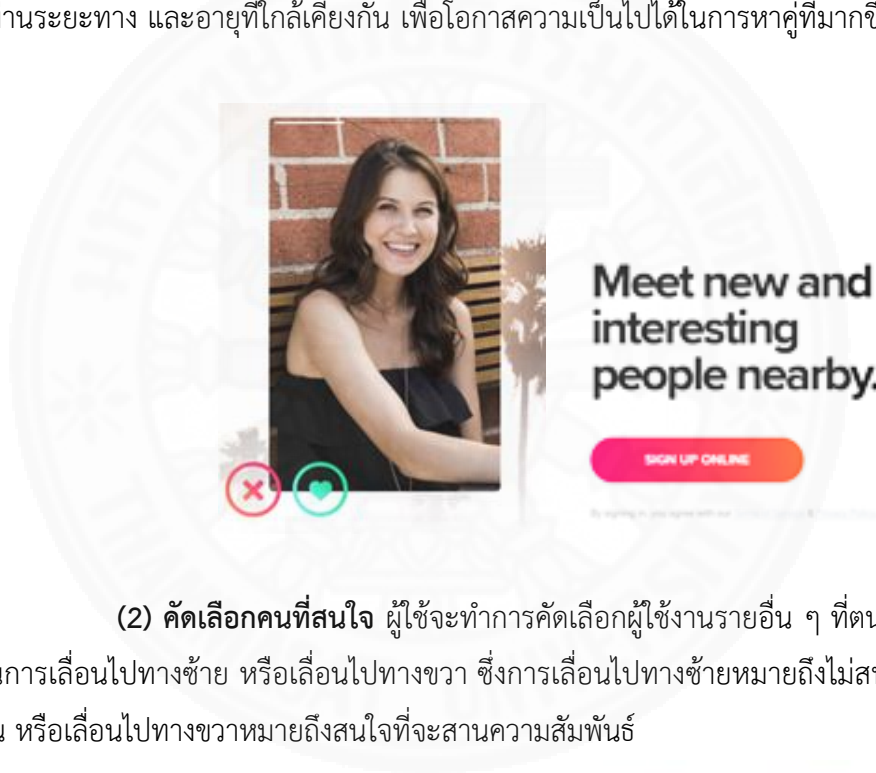 านระยะทาง และอายุที่ใกล้เคียงกัน เพื่อโอกาสความเป็นไปได้ในการหาคู่ที่มากขึ
Meet new and
interesting
people nearby.
SIGN UP ONLINE
By signing in, you agree with our
(2) คัดเลือกคนที่สนใจ ผู้ใช้จะทำการคัดเลือกผู้ใช้งานรายอื่น ๆ ที่ตน
นการเลื่อนไปทางซ้าย หรือเลื่อนไปทางขวา ซึ่งการเลื่อนไปทางซ้ายหมายถึงไม่ส
หรือเลื่อนไปทางขวาหมายถึงสนใจที่จะสานความสัมพันธ์